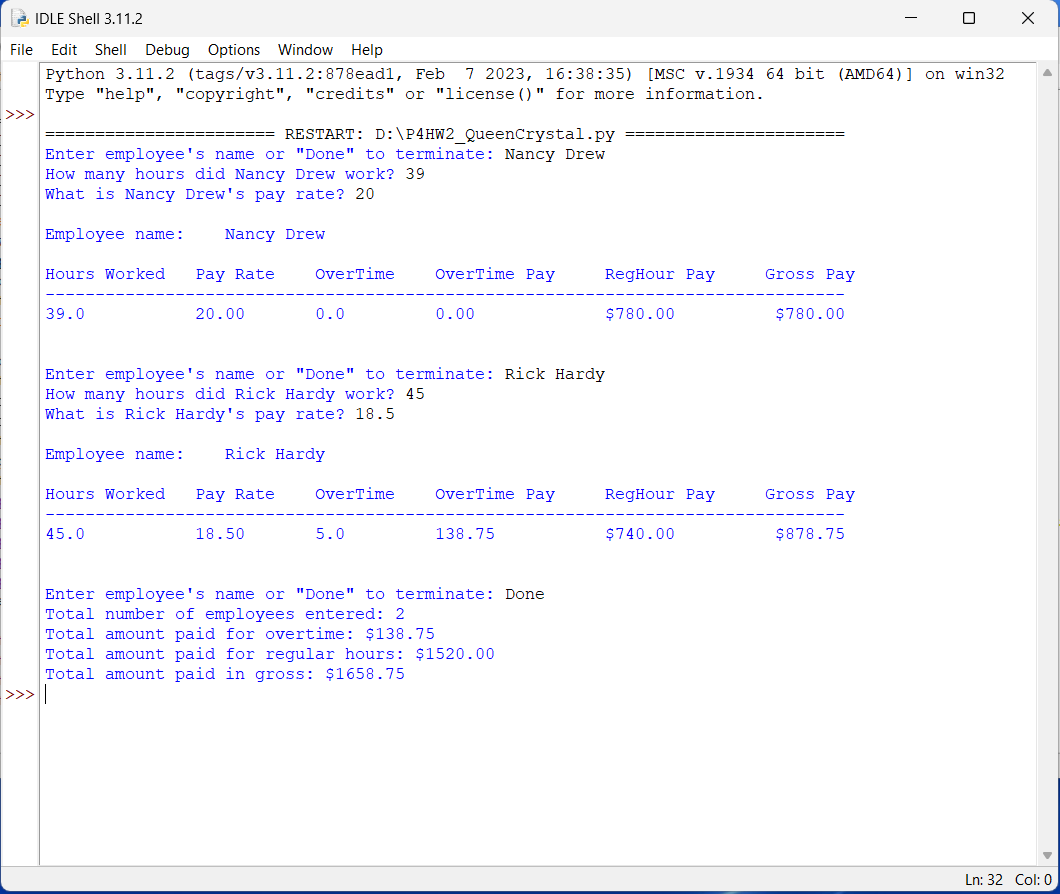 IDLE Shell 3.11.2
File Edit Shell Debug Options Window Help
Python 3.11.2 (tags/v3.11.2:878ead1, Feb  7 2023, 16:38:35) [MSC v.1934 64 bit (AMD64)] on win32
Type "help", "copyright", "credits" or "license()" for more information.
>>>
======================= RESTART: D:\P4HW2_QueenCrystal.py ======================
Enter employee's name or "Done" to terminate: Nancy Drew
How many hours did Nancy Drew work? 39
What is Nancy Drew's pay rate? 20
Employee name:    Nancy Drew
Hours Worked   Pay Rate    OverTime    OverTime Pay     RegHour Pay     Gross Pay
--------------------------------------------------------------------------------
39.0           20.00       0.0         0.00             $780.00          $780.00
Enter employee's name or "Done" to terminate: Rick Hardy
How many hours did Rick Hardy work? 45
What is Rick Hardy's pay rate? 18.5
Employee name:    Rick Hardy
Hours Worked   Pay Rate    OverTime    OverTime Pay     RegHour Pay     Gross Pay
--------------------------------------------------------------------------------
45.0           18.50       5.0         138.75           $740.00          $878.75
Enter employee's name or "Done" to terminate: Done
Total number of employees entered: 2
Total amount paid for overtime: $138.75
Total amount paid for regular hours: $1520.00
Total amount paid in gross: $1658.75
>>>
Ln: 32 Col: 0